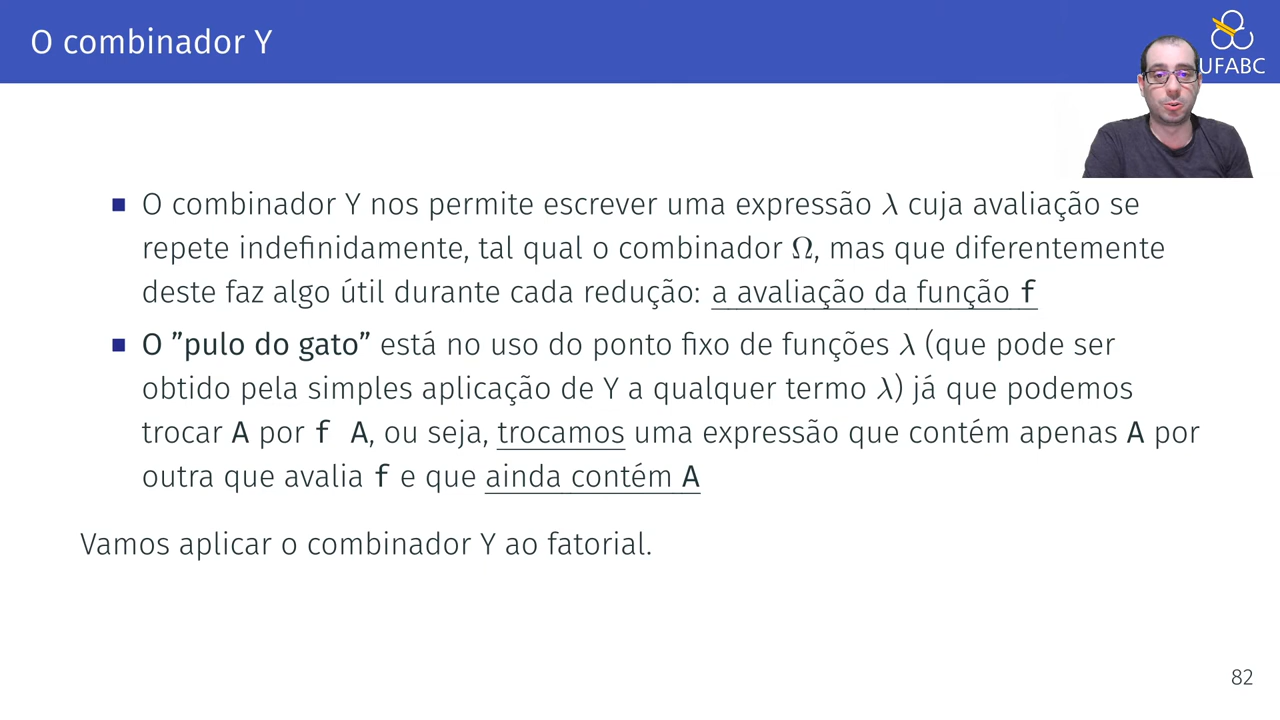 O combinador Y
UFABC
■ O combinador Y nos permite escrever uma expressão λ cuja avaliação se
repete indefinidamente, tal qual o combinador Ω, mas que diferentemente
deste faz algo útil durante cada redução: a avaliação da função f
■ O ”pulo do gato” está no uso do ponto fixo de funções λ (que pode ser
obtido pela simples aplicação de Y a qualquer termo λ) já que podemos
trocar A por f A, ou seja, trocamos uma expressão que contém apenas A por
outra que avalia f e que ainda contém A
Vamos aplicar o combinador Y ao fatorial.
82